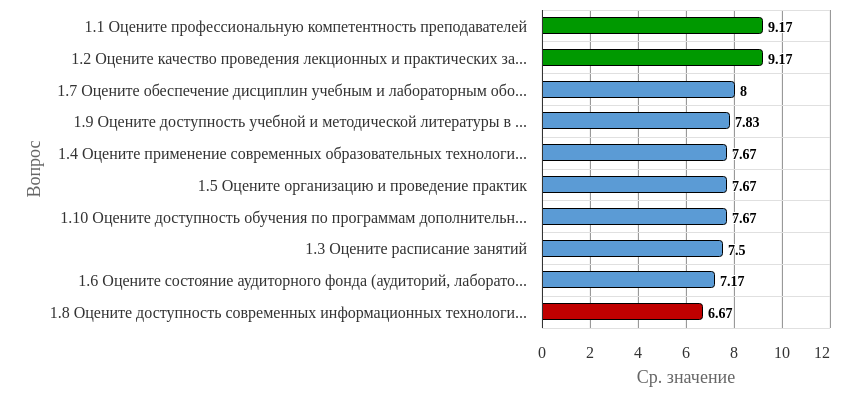 1.1 Оцените профессиональную компетентность преподавателей 9.17
1.2 Оцените качество проведения лекционных и практических за... 9.17
1.7 Оцените обеспечение дисциплин учебным и лабораторным обо... 8
1.9 Оцените доступность учебной и методической литературы в ... 7.83
1.4 Оцените применение современных образовательных технологи... 7.67
1.5 Оцените организацию и проведение практик 7.67
1.10 Оцените доступность обучения по программам дополнительн... 7.67
1.3 Оцените расписание занятий 7.5
1.6 Оцените состояние аудиторного фонда (аудиторий, лаборато... 7.17
1.8 Оцените доступность современных информационных технологи... 6.67
Вопрос
0 2 4 6 8 10 12
Ср. значение